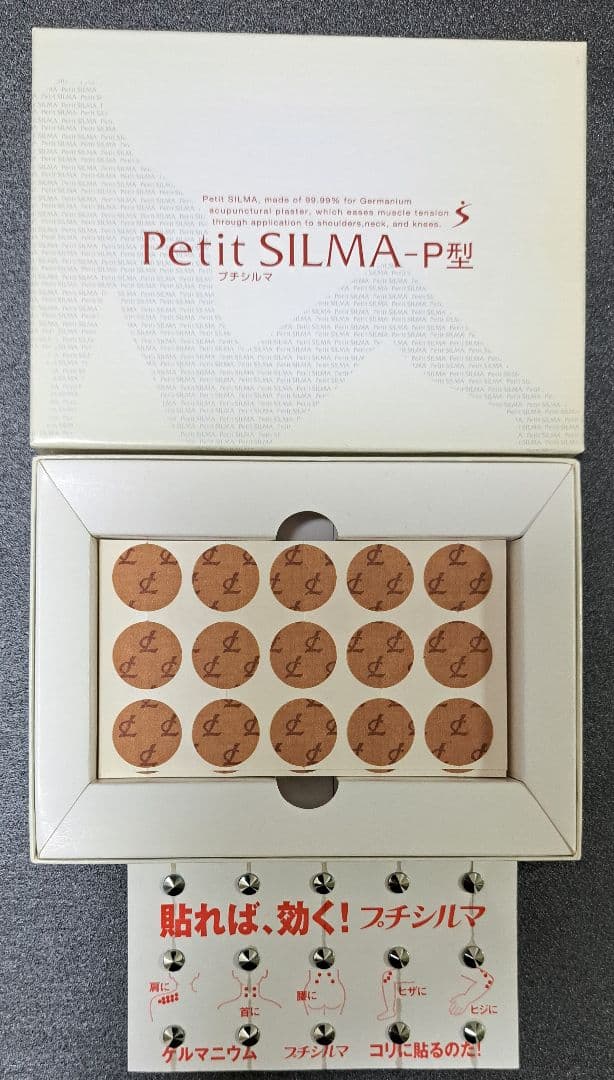 Petit SILMA, made of 99.99% for Germanium
acupunctural plaster, which eases muscle tension
through application to shoulders,neck, and knees.
Petit SILMA-P型
プチシルマ
貼れば、効く! プチシルマ
肩に
首に
腰に
ヒザに
ヒジに
ゲルマニウム プチシルマ コリに貼るのだ!